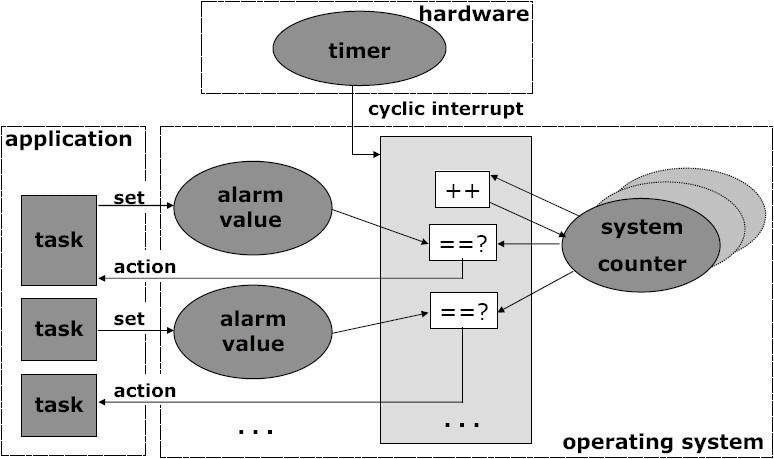 hardware
timer
cyclic interrupt
application
set
alarm
value
++
system
counter
task
==?
action
task
set
alarm
value
==?
action
task
...
...
operating system